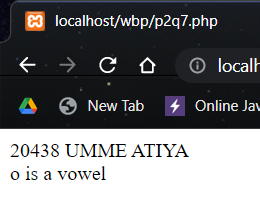 localhost/wbp/p2q7.php
localh
New Tab
Online Jav
20438 UMME ATIYA
o is a vowel